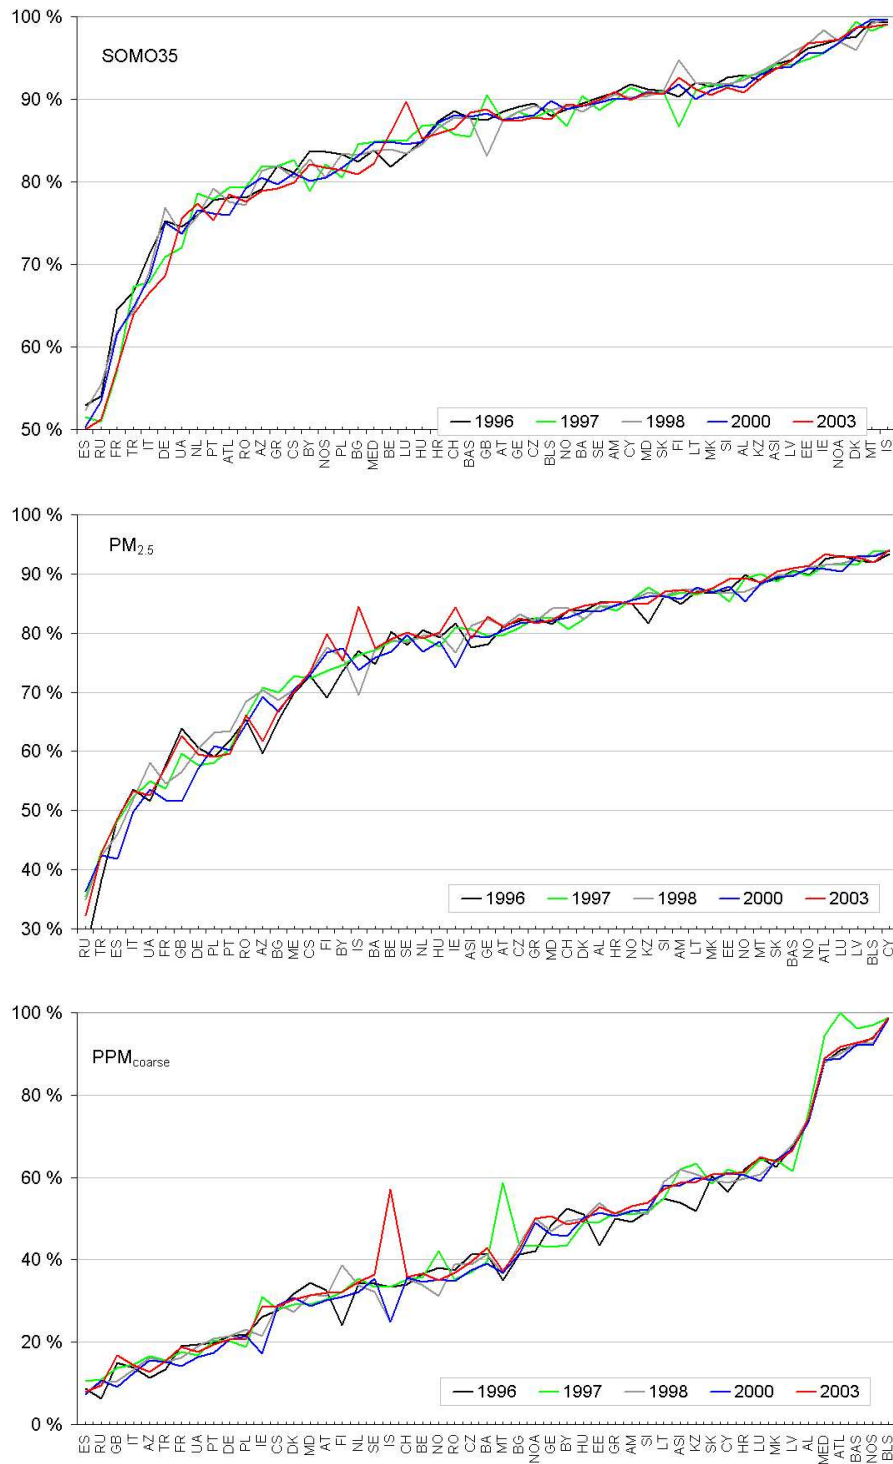 100 %
90 %
80 %
70 %
60 %
50 %
SOMO35
1996 1997 1998 2000 2003
ES RU FR TR IT DE UA NL PT ATL RO AZ GR CS BY NOS PL BG MED BE LU HU HR CH BAS GB AT GE CZ BLS NO BA SE AM CY MD SK FI LT MK SI AL KZ ASI LV EE IE NOA DK MT IS
100 %
90 %
80 %
70 %
60 %
50 %
40 %
30 %
PM2.5
1996 1997 1998 2000 2003
RU TR ES IT UA FR GB DE PL PT RO AZ BG ME CS FI BY IS BA BE SE NL HU IE ASI GE AT CZ GR MD CH DK AL HR NO KZ SI AM LT MK EE NO MT SK BAS NO ATL LU LV BLS CY
100 %
80 %
60 %
40 %
20 %
0 %
PPMcoarse
1996 1997 1998 2000 2003
ES RU GB IT AZ TR FR UA PT DE PL IE CS DK MD AT FI NL SE IS CH BE NO RO CZ BA MT BG NOA GE BY HU EE GR AM SI LT ASI KZ SK CY HR LU MK LV AL MED ATL BAS NOS BLS